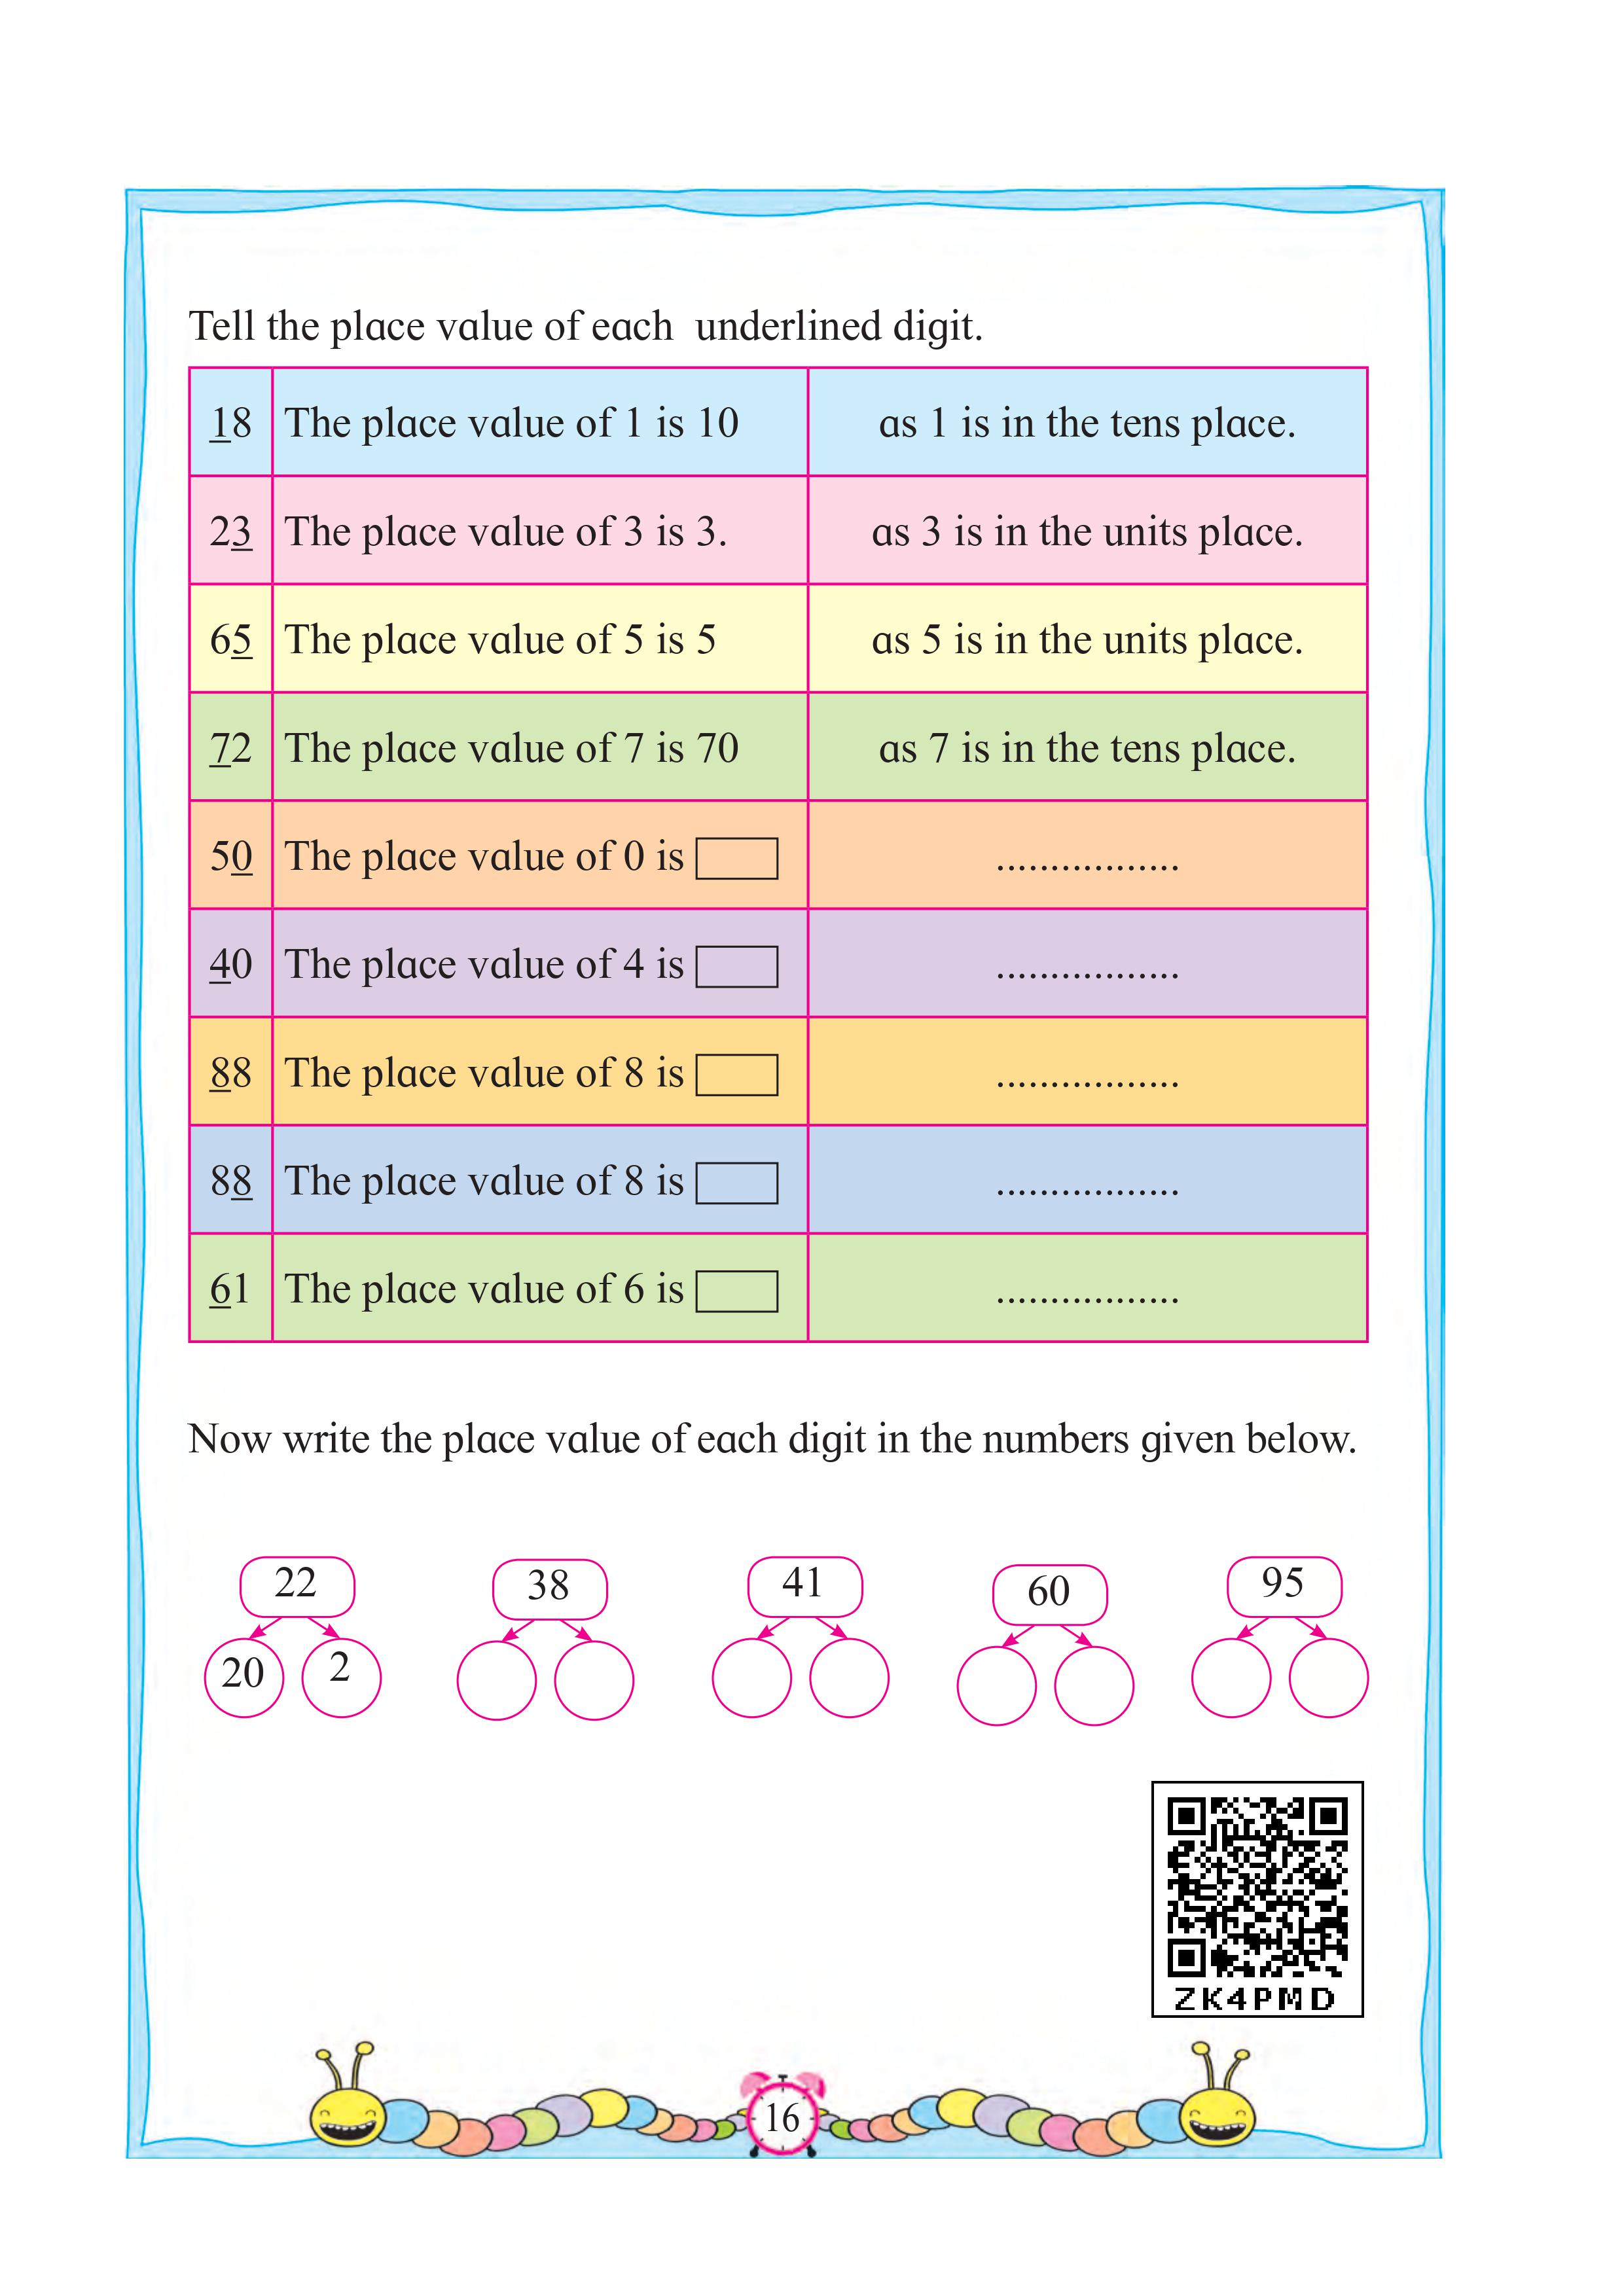 Tell the place value of each underlined digit.
18 The place value of 1 is 10 as 1 is in the tens place.
23 The place value of 3 is 3. as 3 is in the units place.
65 The place value of 5 is 5 as 5 is in the units place.
72 The place value of 7 is 70 as 7 is in the tens place.
50 The place value of 0 is .................
40 The place value of 4 is .................
88 The place value of 8 is .................
88 The place value of 8 is .................
61 The place value of 6 is .................
Now write the place value of each digit in the numbers given below.
22 38 41 60 95
20 2
ZK4PMD
16